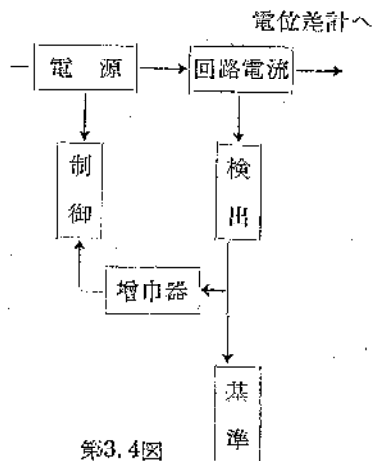 電位差計へ
電源
回路電流
制御
検出
増巾器
基準
第3.4図